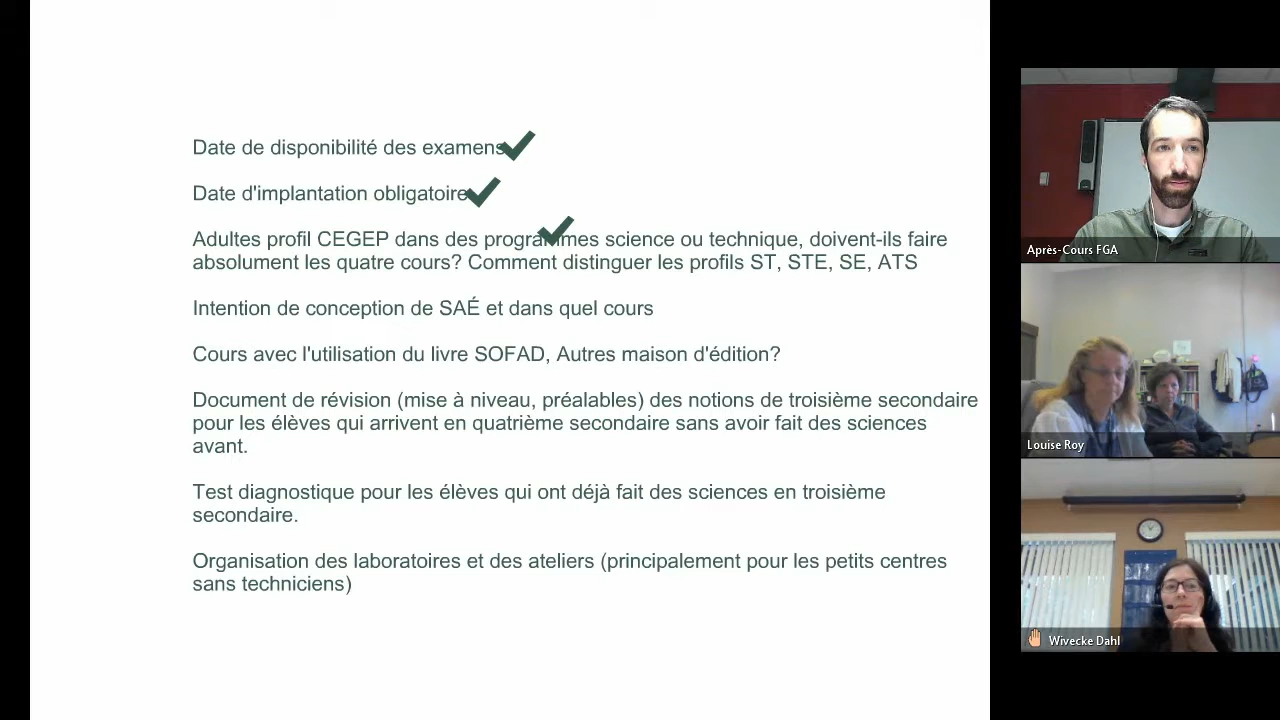 Date de disponibilité des examens
Date d'implantation obligatoire
Adultes profil CEGEP dans des programmes science ou technique, doivent-ils faire
absolument les quatre cours? Comment distinguer les profils ST, STE, SE, ATS
Intention de conception de SAÉ et dans quel cours
Cours avec l'utilisation du livre SOFAD, Autres maison d'édition?
Document de révision (mise à niveau, préalables) des notions de troisième secondaire
pour les élèves qui arrivent en quatrième secondaire sans avoir fait des sciences
avant.
Test diagnostique pour les élèves qui ont déjà fait des sciences en troisième
secondaire.
Organisation des laboratoires et des ateliers (principalement pour les petits centres
sans techniciens)
Après-Cours FGA
Louise Roy
Wivecke Dahl